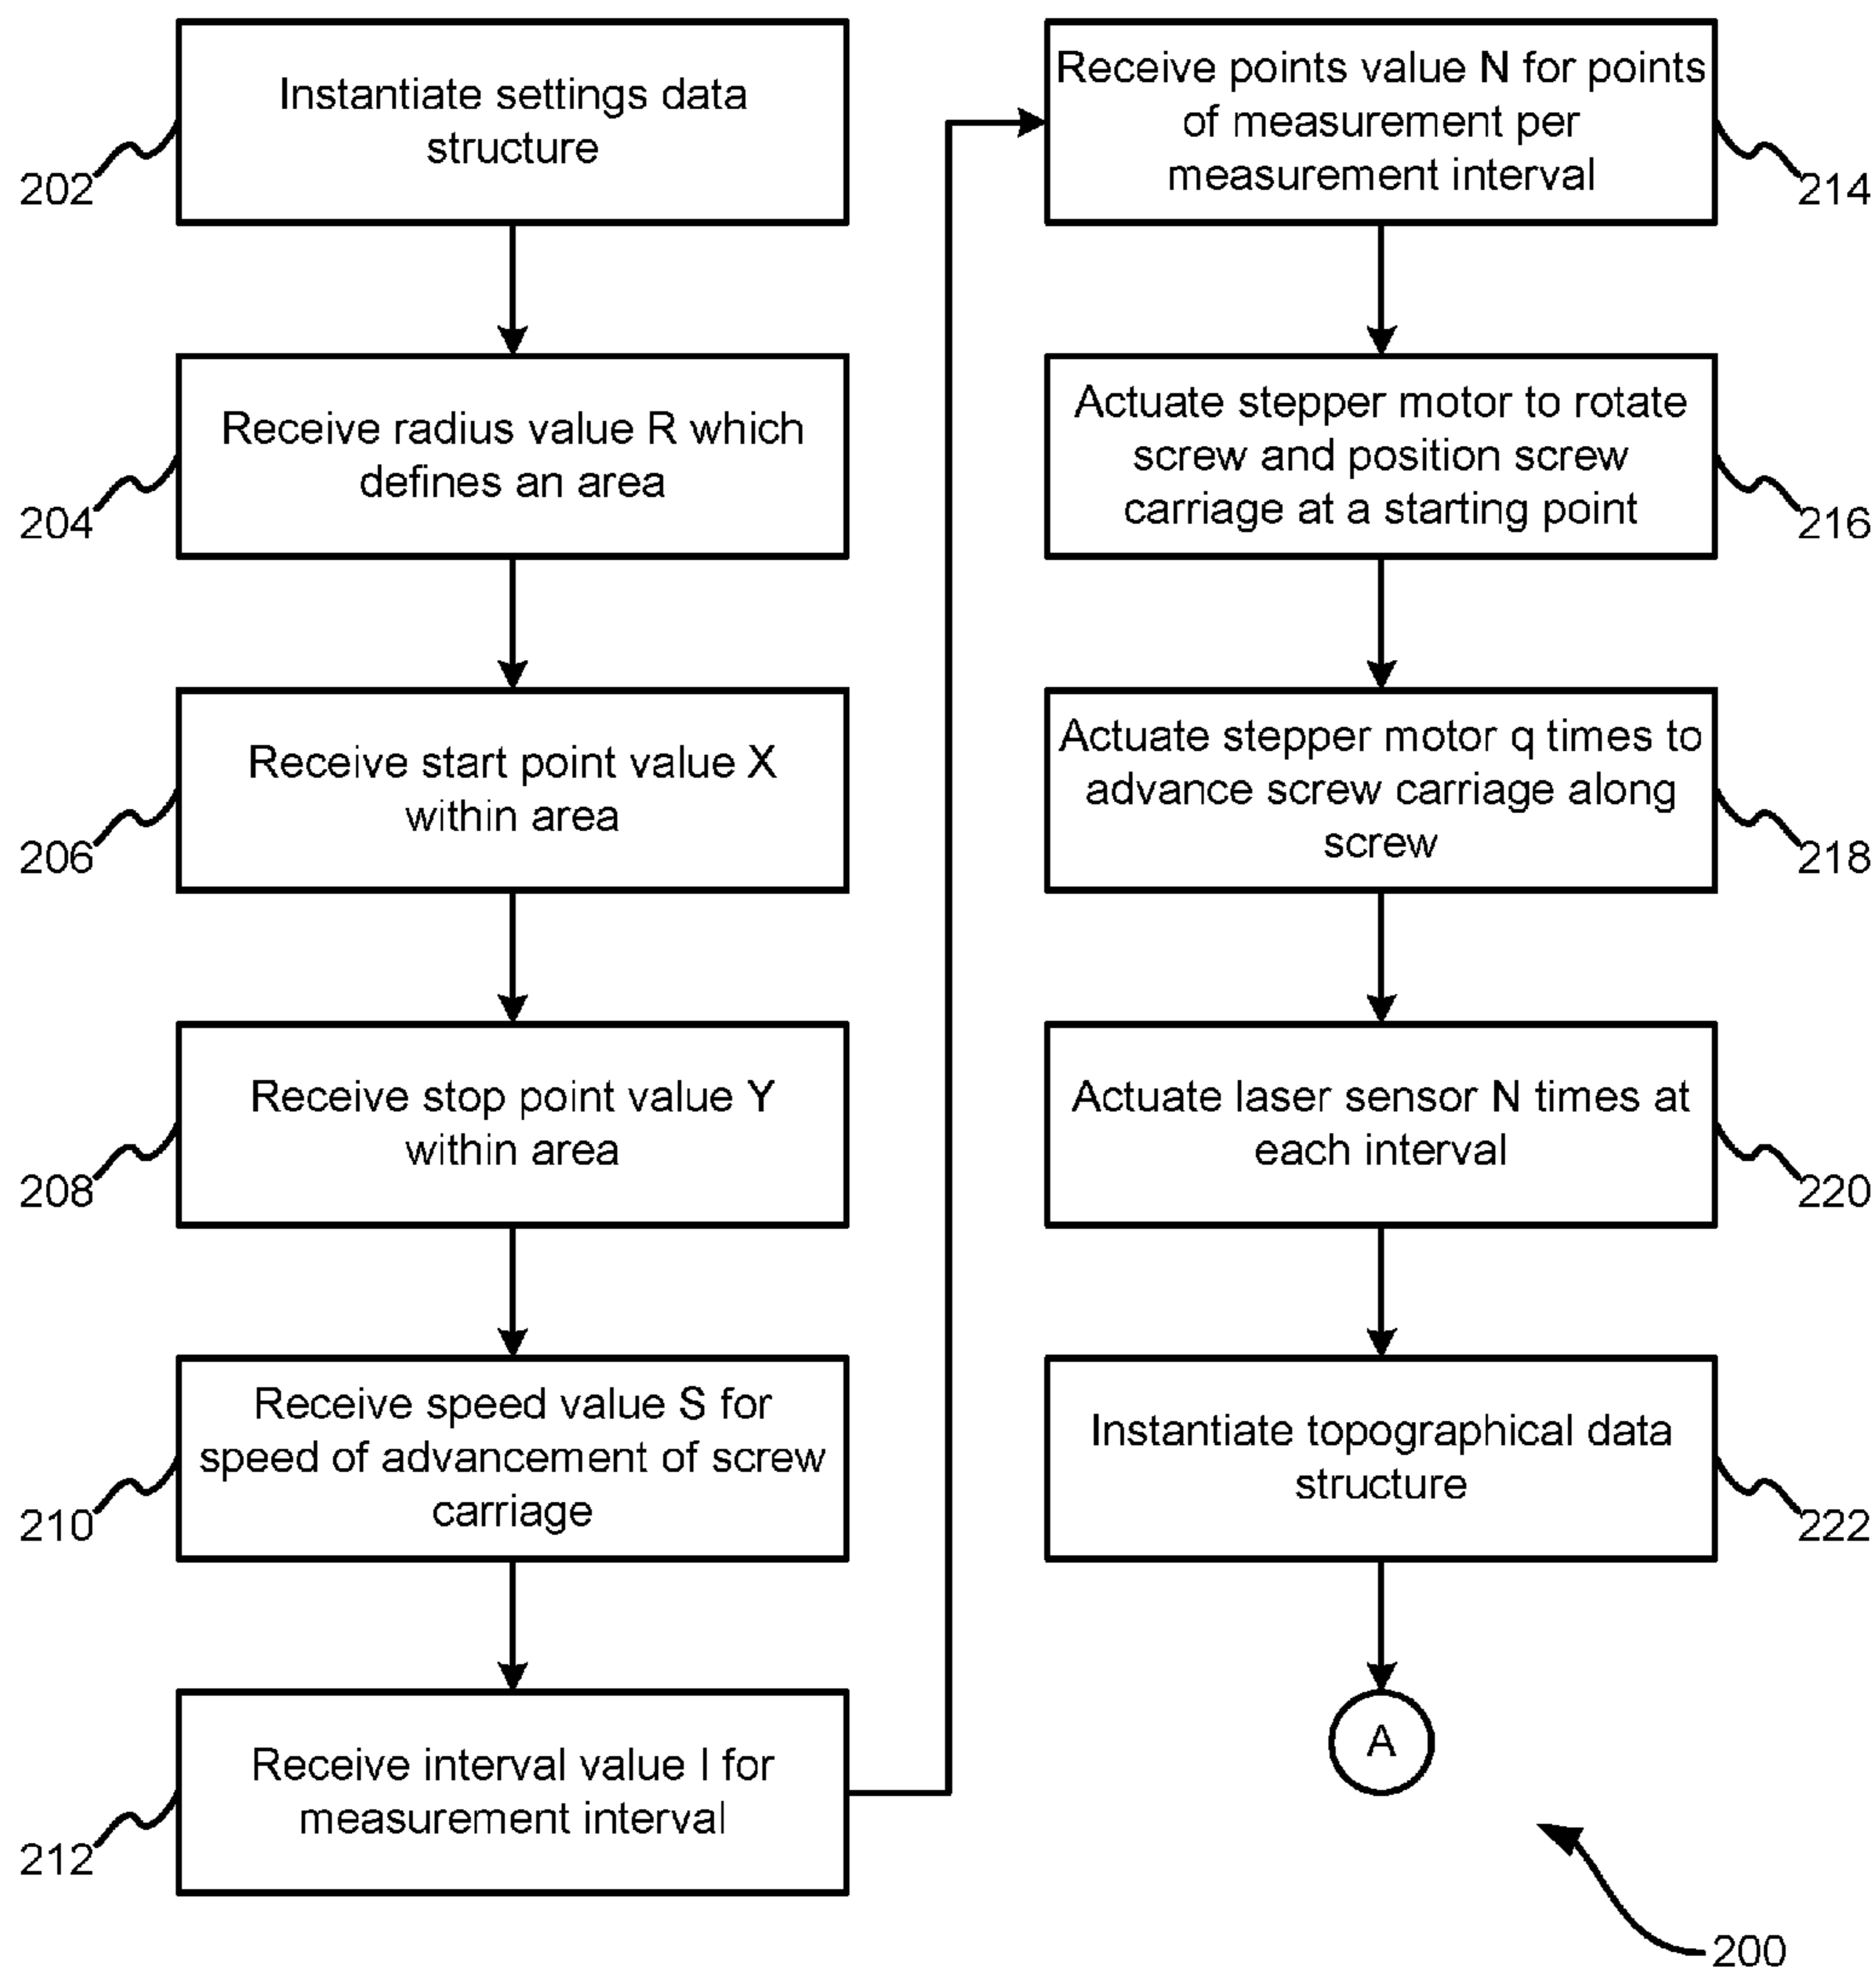 Instantiate settings data
structure
202
Receive radius value R which
defines an area
204
Receive start point value X
within area
206
Receive stop point value Y
within area
208
Receive speed value S for
speed of advancement of screw
carriage
210
Receive interval value I for
measurement interval
212
Receive points value N for points
of measurement per
measurement interval
214
Actuate stepper motor to rotate
screw and position screw
carriage at a starting point
216
Actuate stepper motor q times to
advance screw carriage along
screw
218
Actuate laser sensor N times at
each interval
220
Instantiate topographical data
structure
222
A
200